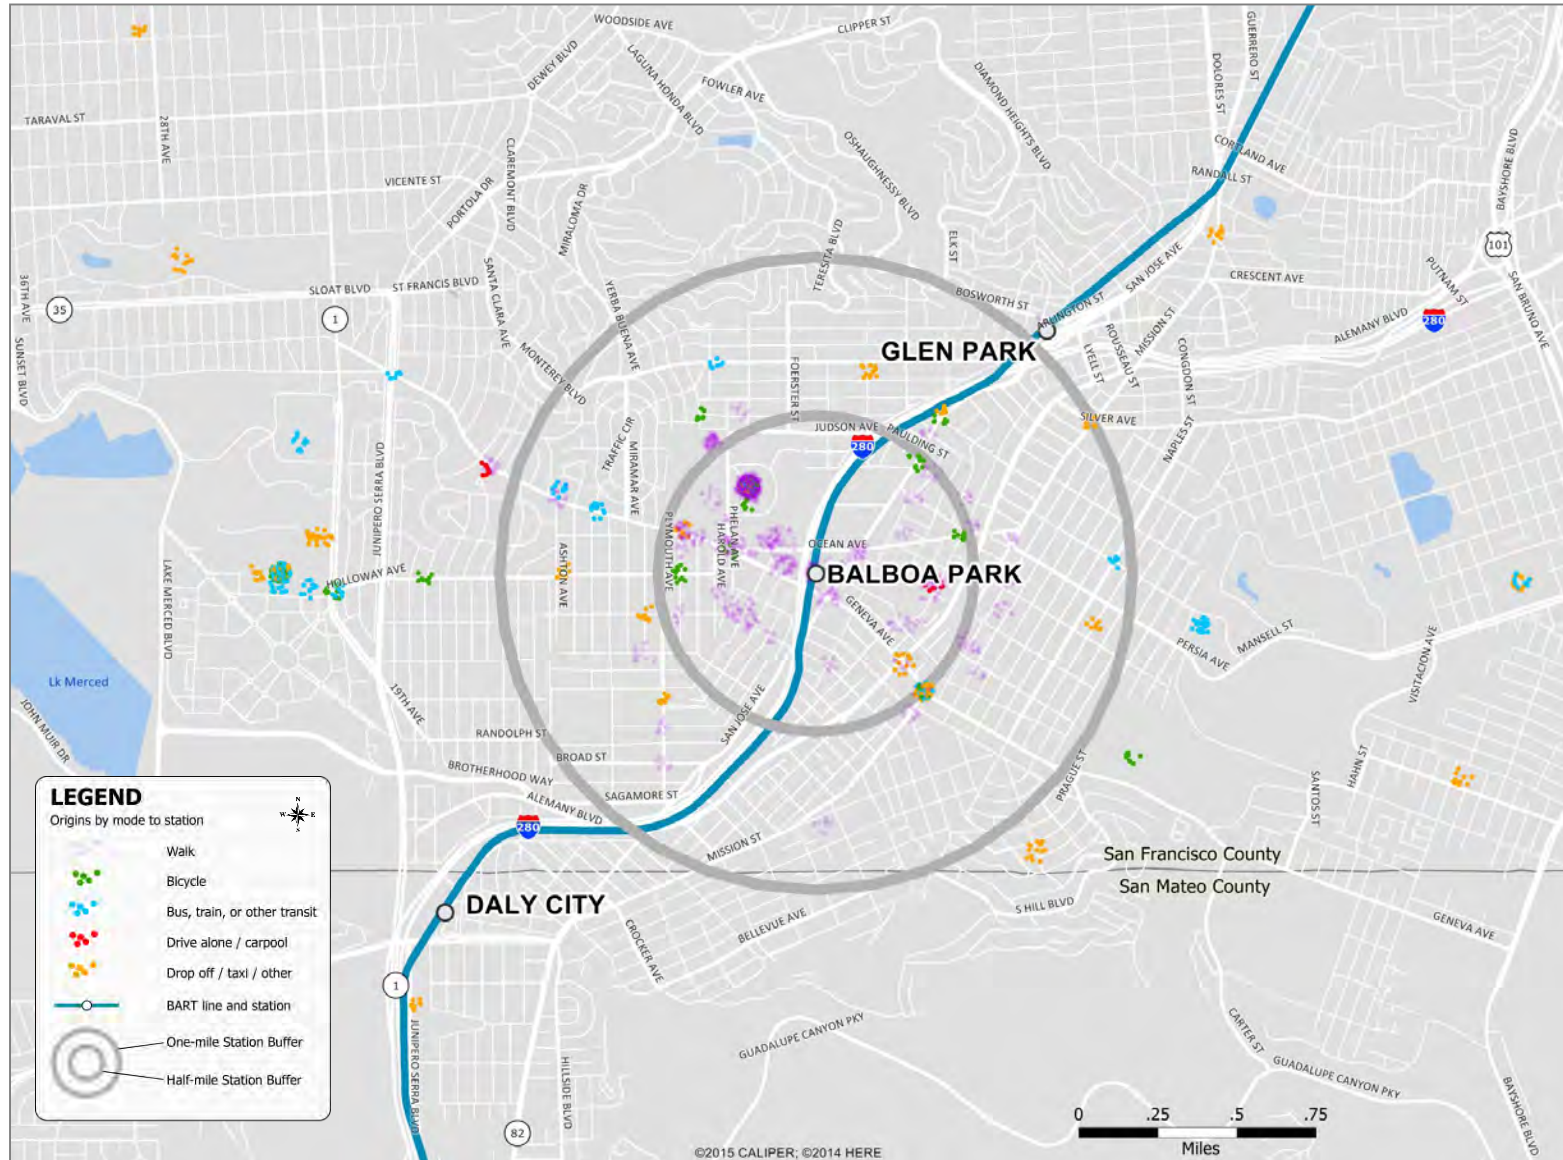 WOODSIDE AVE
CLIPPER ST
GUERRERO ST
DOLORES ST
DEWEY BLVD
LAGUNA HONDA BLVD
FOWLER AVE
DIAMOND HEIGHTS BLVD
TARAVAL ST
28TH AVE
CLAREMONT BLVD
OSHAUGHNESSY BLVD
CORTLAND AVE
RANDALL ST
BAYSHORE BLVD
VICENTE ST
PORTOLA DR
MIRALOMA DR
TERESITA BLVD
ELK ST
SAN JOSE AVE
101
36TH AVE
SLOAT BLVD
ST FRANCIS BLVD
SANTA CLARA AVE
YERBA BUENA AVE
BOSWORTH ST
CRESCENT AVE
PUTNAM ST
SAN BRUNO AVE
35
1
ARLINGTON ST
280
ALEMANY BLVD
SUNSET BLVD
GLEN PARK
MISSION ST
ROUSSEAU ST
LYELL ST
CONGDON ST
MONTEREY BLVD
FOERSTER ST
SILVER AVE
NAPLES ST
TRAFFIC CIR
MIRAMAR AVE
JUDSON AVE
PAULDING ST
280
JUNIPERO SERRA BLVD
PLYMOUTH AVE
PHELAN AVE
HAROLD AVE
OCEAN AVE
LAKE MERCED BLVD
HOLLOWAY AVE
ASHTON AVE
BALBOA PARK
GENEVA AVE
PERSIA AVE
MANSELL ST
VISITACION AVE
Lk Merced
JOHN MUIR DR
19TH AVE
SAN JOSE AVE
RANDOLPH ST
BROAD ST
BROTHERHOOD WAY
SAGAMORE ST
ALEMANY BLVD
PRAGUE ST
SANTOS ST
HAHN ST
280
MISSION ST
San Francisco County
San Mateo County
DALY CITY
CROCKER AVE
BELLEVUE AVE
S HILL BLVD
GENEVA AVE
1
JUNIPERO SERRA BLVD
HILLSIDE BLVD
82
GUADALUPE CANYON PKY
CARTER ST
GUADALUPE CANYON PKY
BAYSHORE BLVD
LEGEND
Origins by mode to station
N
W E
S
Walk
Bicycle
Bus, train, or other transit
Drive alone / carpool
Drop off / taxi / other
BART line and station
One-mile Station Buffer
Half-mile Station Buffer
0 .25 .5 .75
Miles
©2015 CALIPER; ©2014 HERE